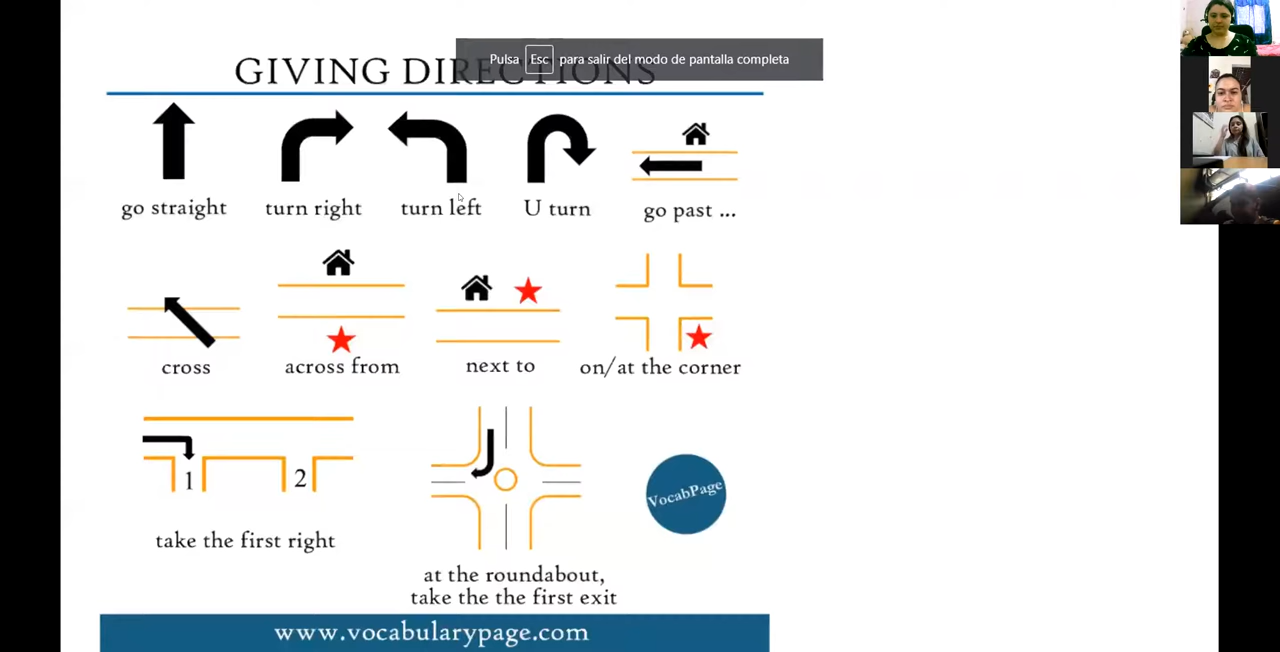 Pulsa Esc para salir del modo de pantalla completa
GIVING DIRECTIONS
go straight turn right turn left U turn go past ...
cross across from next to on/at the corner
1 2
take the first right
VocabPage
at the roundabout,
take the the first exit
www.vocabularypage.com